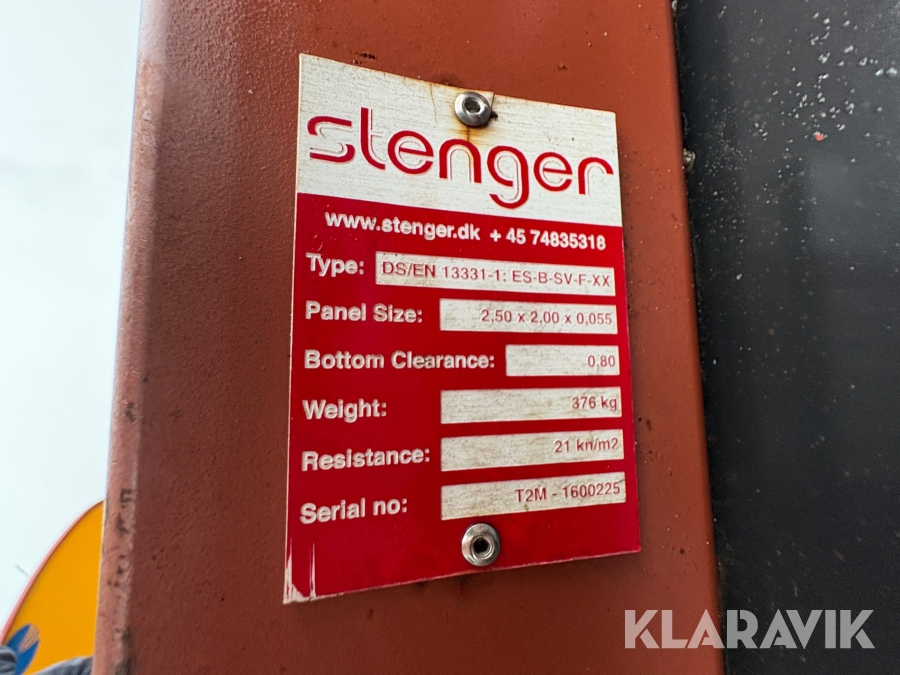 stenger
www.stenger.dk + 45 74835318
Type: DS/EN 13331-1: ES-B-SV-F-XX
Panel Size: 2,50 x 2,00 x 0,055
Bottom Clearance: 0,80
Weight: 376 kg
Resistance: 21 kn/m2
Serial no: T2M - 1600225
KLARAVIK